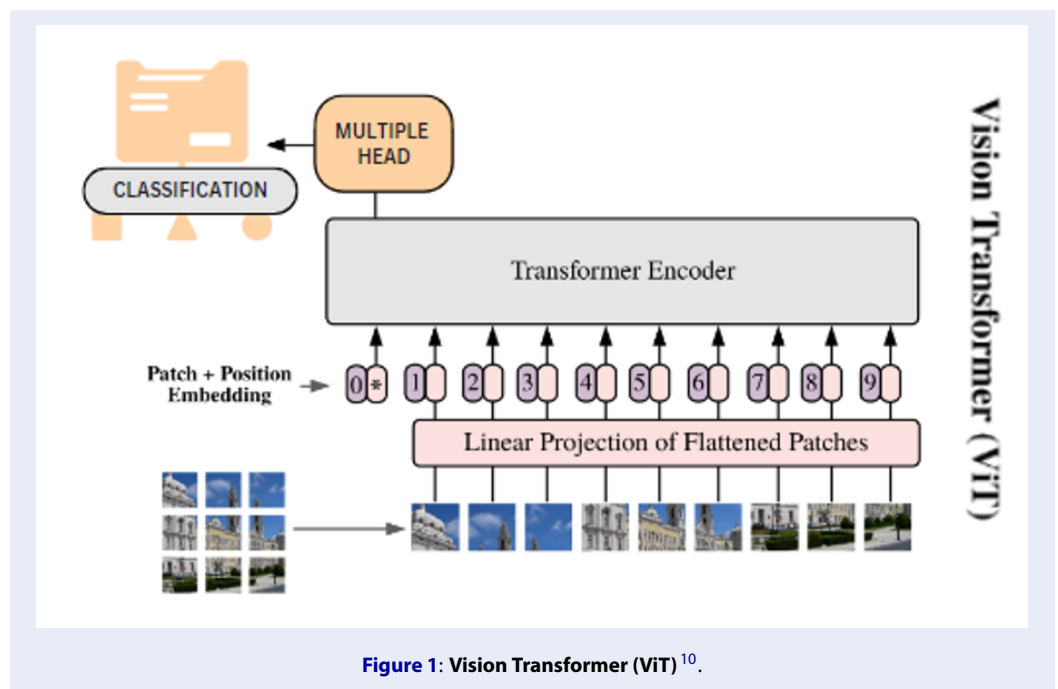 MULTIPLE
HEAD
CLASSIFICATION
Transformer Encoder
Vision Transformer (ViT)
Patch + Position
Embedding
0 * 1 2 3 4 5 6 7 8 9
Linear Projection of Flattened Patches
Figure 1: Vision Transformer (ViT) 10.